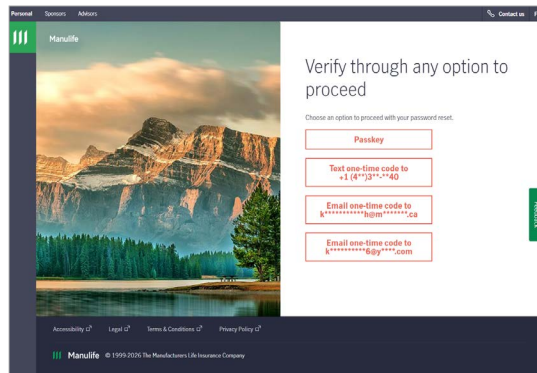 Personal Sponsors Advisors Contact us
Manulife
Verify through any option to
proceed
Choose an option to proceed with your password reset.
Passkey
Text one-time code to
+1 (4**)3**-**40
Email one-time code to
k***********h@m*******.ca
Email one-time code to
k**********6@y****.com
Feedback
Accessibility Legal Terms & Conditions Privacy Policy
Manulife © 1999-2026 The Manufacturers Life Insurance Company